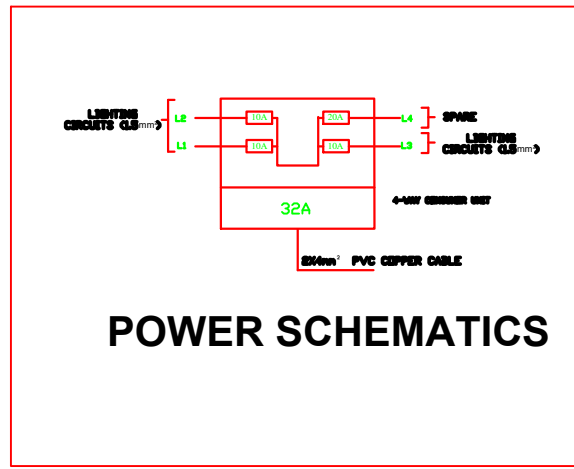 LIGHTING
CIRCUITS (1.5mm²)
L2
L1
10A
10A
20A
10A
L4
L3
SPARE
LIGHTING
CIRCUITS (1.5mm²)
32A
4-WAY CONSUMER UNIT
2X4mm² PVC COPPER CABLE
POWER SCHEMATICS